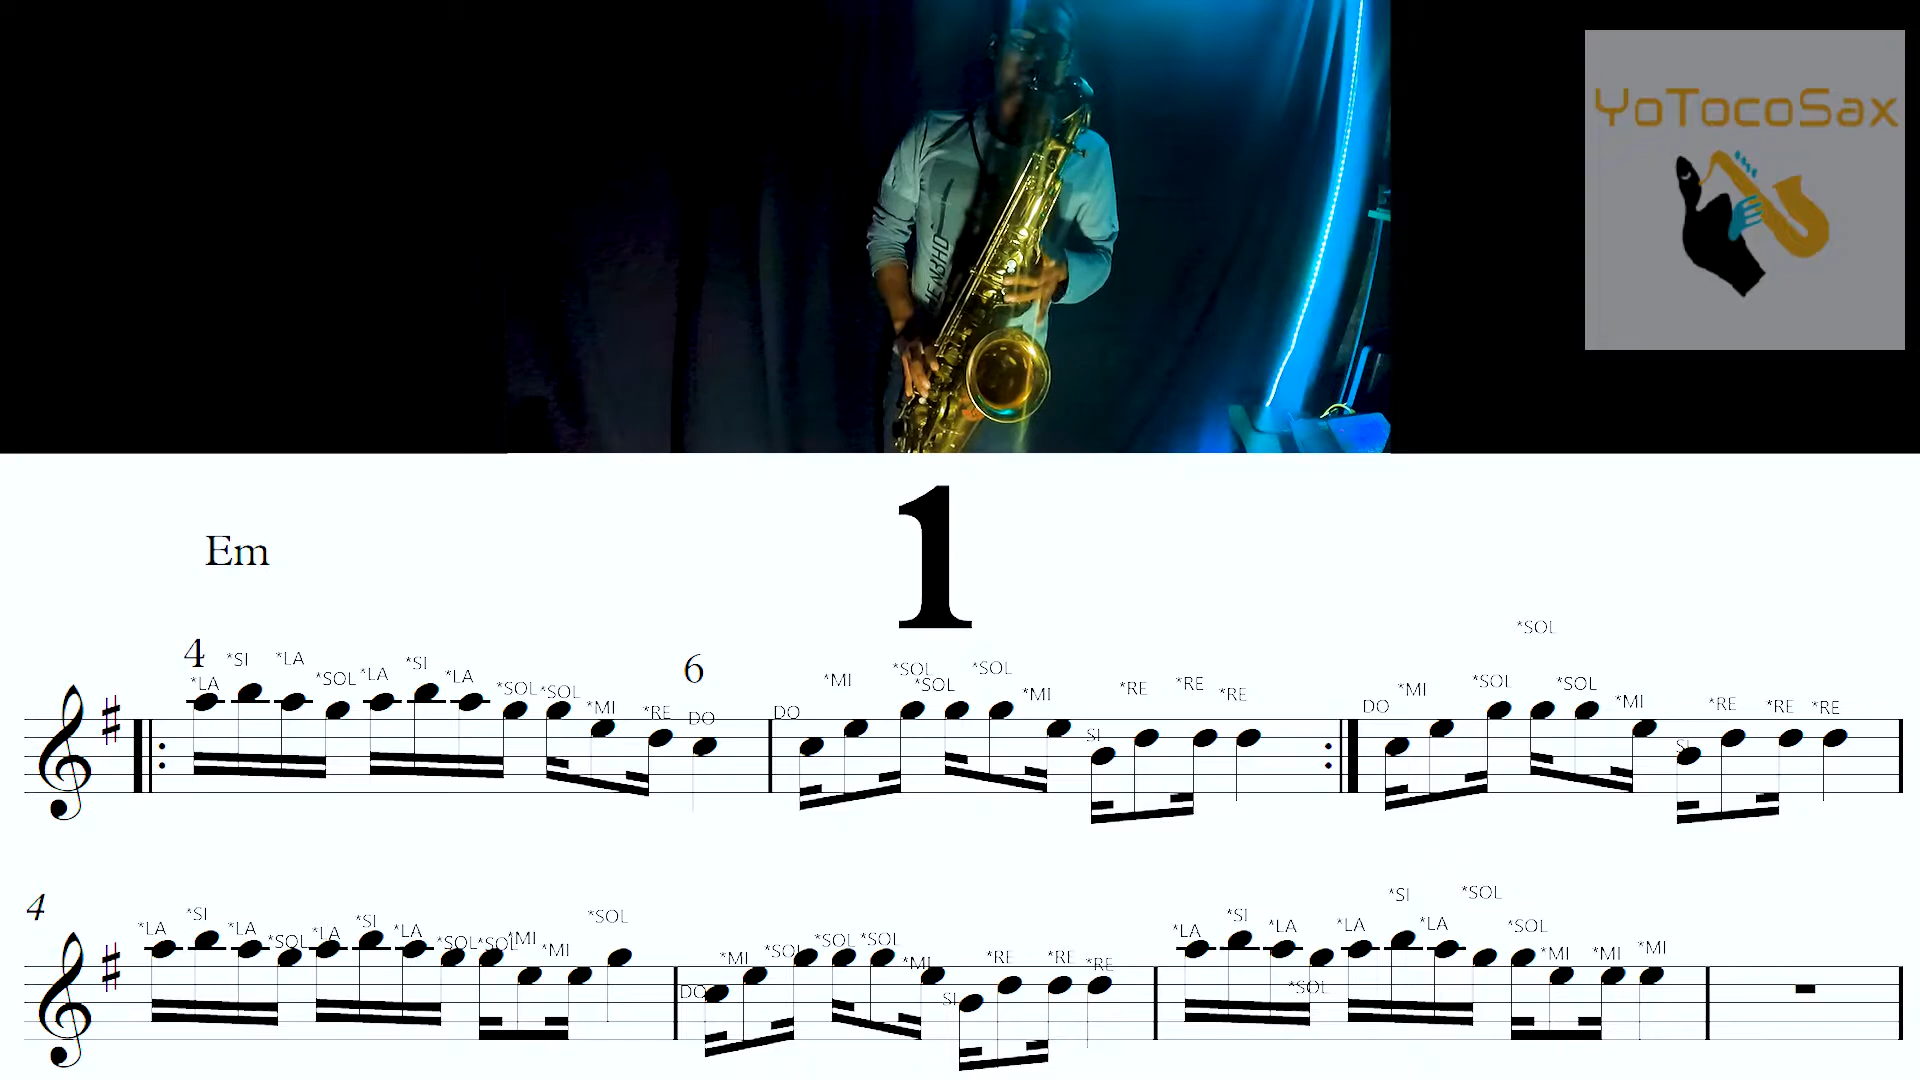 YoTocoSax
HENBHD
1
Em
4 *LA *SI *LA *SOL *LA *SI *LA *SOL *SOL *MI *RE DO
6 DO *MI *SOL *SOL *SOL *MI SI *RE *RE *RE
DO *MI *SOL *SOL *SOL *MI SI *RE *RE *RE
4 *LA *SI *LA *SOL *LA *SI *LA *SOL *SOL *MI *MI *SOL
DO *MI *SOL *SOL *SOL *MI SI *RE *RE *RE
*LA *SI *LA *SOL *LA *SI *LA *SOL *SOL *MI *MI *MI